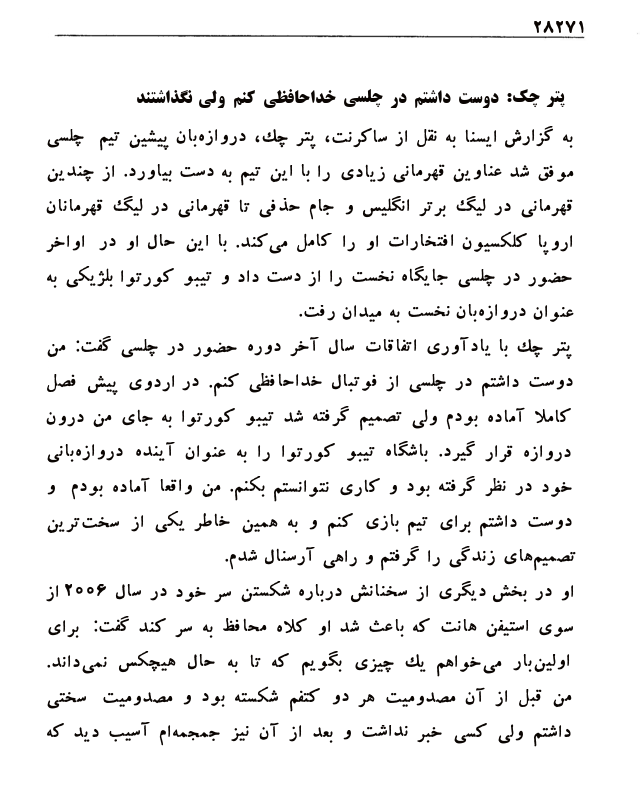 ۲۸۲۷۱
پتر چک: دوست داشتم در چلسی خداحافظی کنم ولی نگذاشتند
به گزارش ایسنا به نقل از ساکرنت، پتر چك، دروازه‌بان پیشین تیم چلسی
موفق شد عناوین قهرمانی زیادی را با این تیم به دست بیاورد. از چندین
قهرمانی در لیگ برتر انگلیس و جام حذفی تا قهرمانی در لیگ قهرمانان
اروپا کلکسیون افتخارات او را کامل می‌کند. با این حال او در اواخر
حضور در چلسی جایگاه نخست را از دست داد و تیبو کورتوا بلژیکی به
عنوان دروازه‌بان نخست به میدان رفت.
پتر چك با یادآوری اتفاقات سال آخر دوره حضور در چلسی گفت: من
دوست داشتم در چلسی از فوتبال خداحافظی کنم. در اردوی پیش فصل
کاملا آماده بودم ولی تصمیم گرفته شد تیبو کورتوا به جای من درون
دروازه قرار گیرد. باشگاه تیبو کورتوا را به عنوان آینده دروازه‌بانی
خود در نظر گرفته بود و کاری نتوانستم بکنم. من واقعا آماده بودم و
دوست داشتم برای تیم بازی کنم و به همین خاطر یکی از سخت‌ترین
تصمیم‌های زندگی را گرفتم و راهی آرسنال شدم.
او در بخش دیگری از سخنانش درباره شکستن سر خود در سال ۲۰۰۶ از
سوی استیفن هانت که باعث شد او کلاه محافظ به سر کند گفت: برای
اولین‌بار می‌خواهم یك چیزی بگویم که تا به حال هیچکس نمی‌داند.
من قبل از آن مصدومیت هر دو کتفم شکسته بود و مصدومیت سختی
داشتم ولی کسی خبر نداشت و بعد از آن نیز جمجمه‌ام آسیب دید که